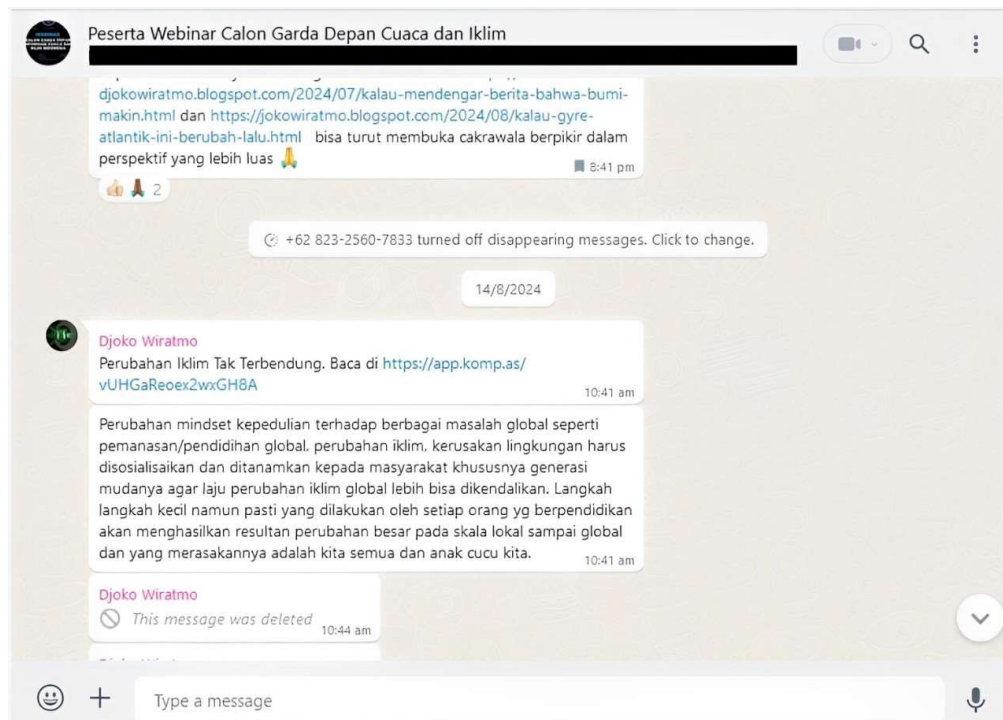 Peserta Webinar Calon Garda Depan Cuaca dan Iklim
djokowiratmo.blogspot.com/2024/07/kalau-mendengar-berita-bahwa-bumi-
makin.html dan https://jokowiratmo.blogspot.com/2024/08/kalau-gyre-
atlantik-ini-berubah-lalu.html bisa turut membuka cakrawala berpikir dalam
perspektif yang lebih luas 🙏
8:41 pm
👍🙏 2
+62 823-2560-7833 turned off disappearing messages. Click to change.
14/8/2024
Djoko Wiratmo
Perubahan Iklim Tak Terbendung. Baca di https://app.komp.as/
vUHGaReoex2wxGH8A
10:41 am
Perubahan mindset kepedulian terhadap berbagai masalah global seperti
pemanasan/pendidihan global, perubahan iklim, kerusakan lingkungan harus
disosialisaikan dan ditanamkan kepada masyarakat khususnya generasi
mudanya agar laju perubahan iklim global lebih bisa dikendalikan. Langkah
langkah kecil namun pasti yang dilakukan oleh setiap orang yg berpendidikan
akan menghasilkan resultan perubahan besar pada skala lokal sampai global
dan yang merasakannya adalah kita semua dan anak cucu kita.
10:41 am
Djoko Wiratmo
This message was deleted
10:44 am
Type a message